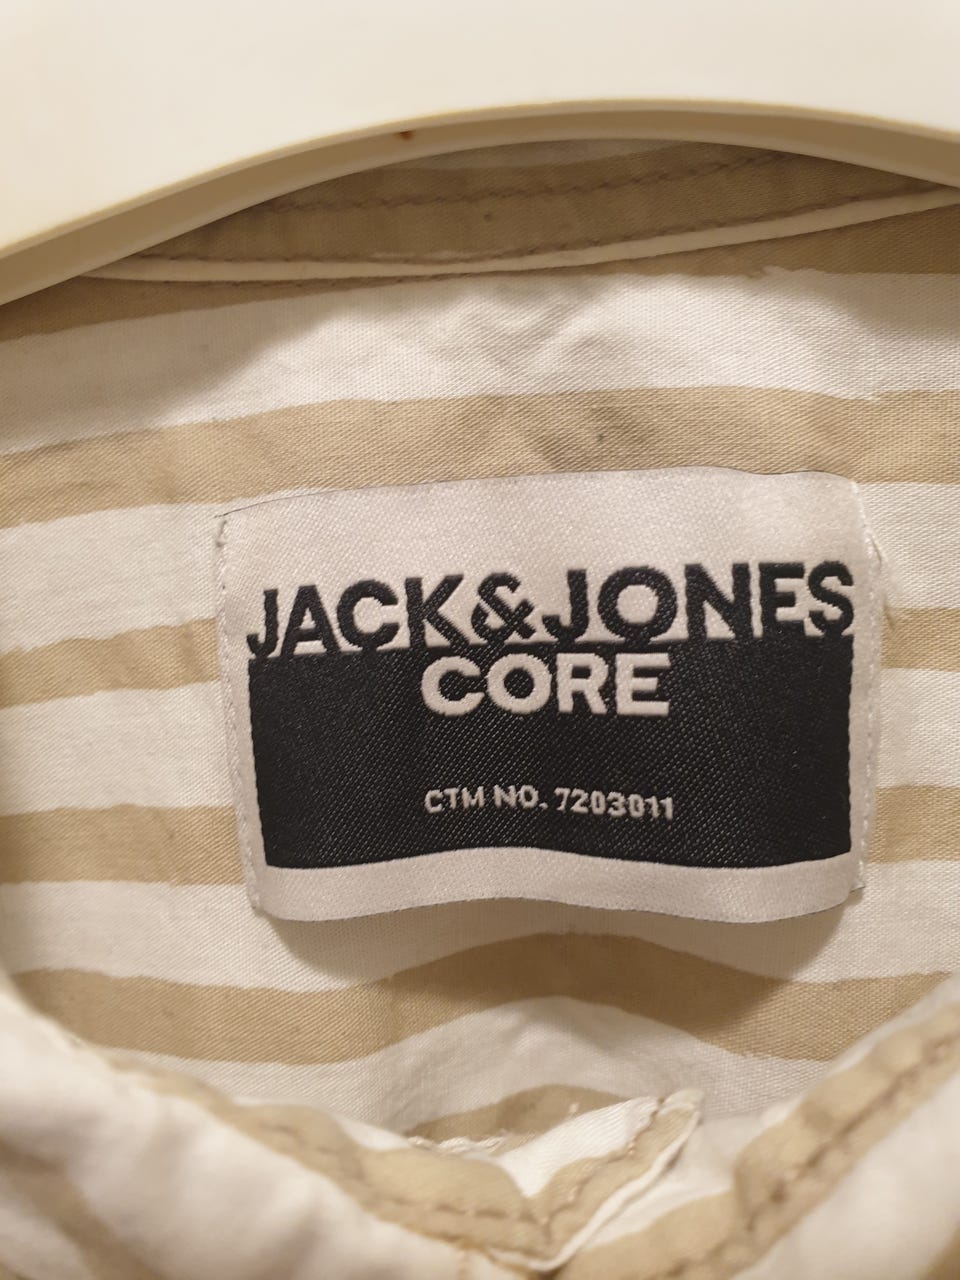 JACK&JONES
CORE
CTM NO. 7203011